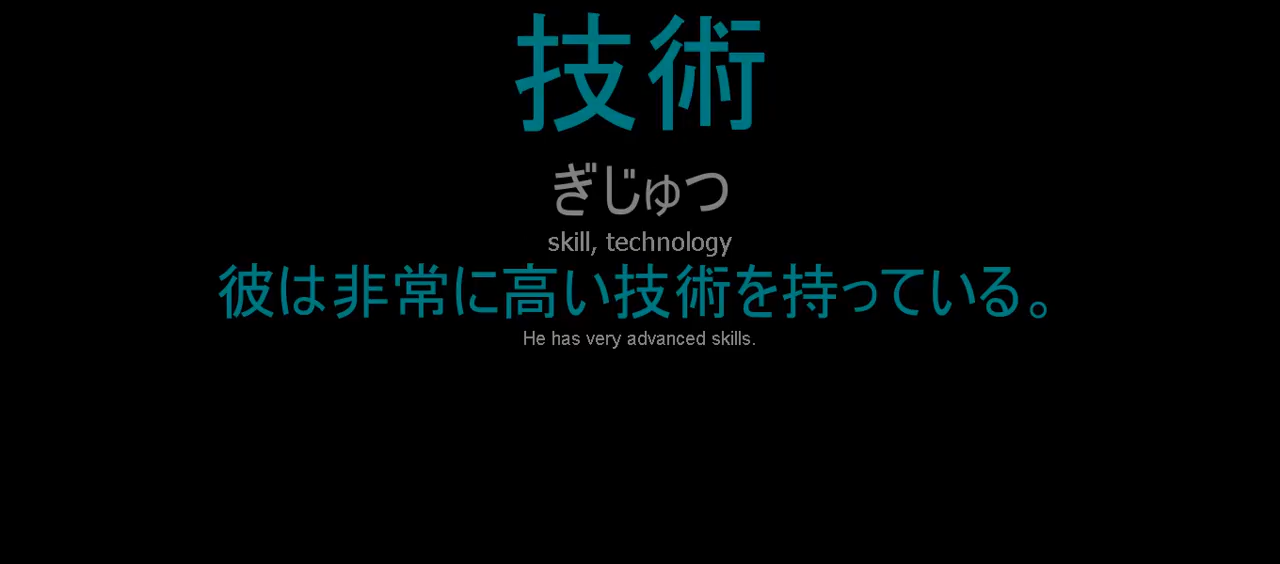 技術
ぎじゅつ
skill, technology
彼は非常に高い技術を持っている。
He has very advanced skills.